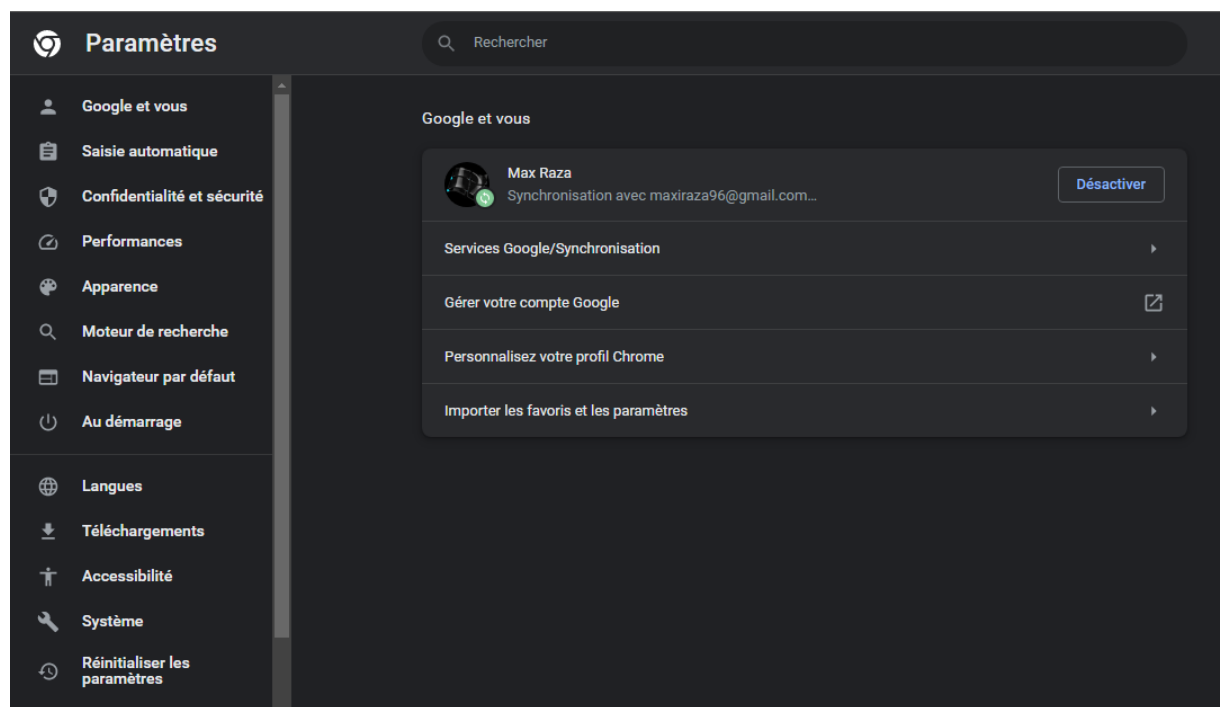 Paramètres
Rechercher
Google et vous
Saisie automatique
Confidentialité et sécurité
Performances
Apparence
Moteur de recherche
Navigateur par défaut
Au démarrage
Langues
Téléchargements
Accessibilité
Système
Réinitialiser les
paramètres
Google et vous
Max Raza
Synchronisation avec maxiraza96@gmail.com...
Désactiver
Services Google/Synchronisation
Gérer votre compte Google
Personnalisez votre profil Chrome
Importer les favoris et les paramètres